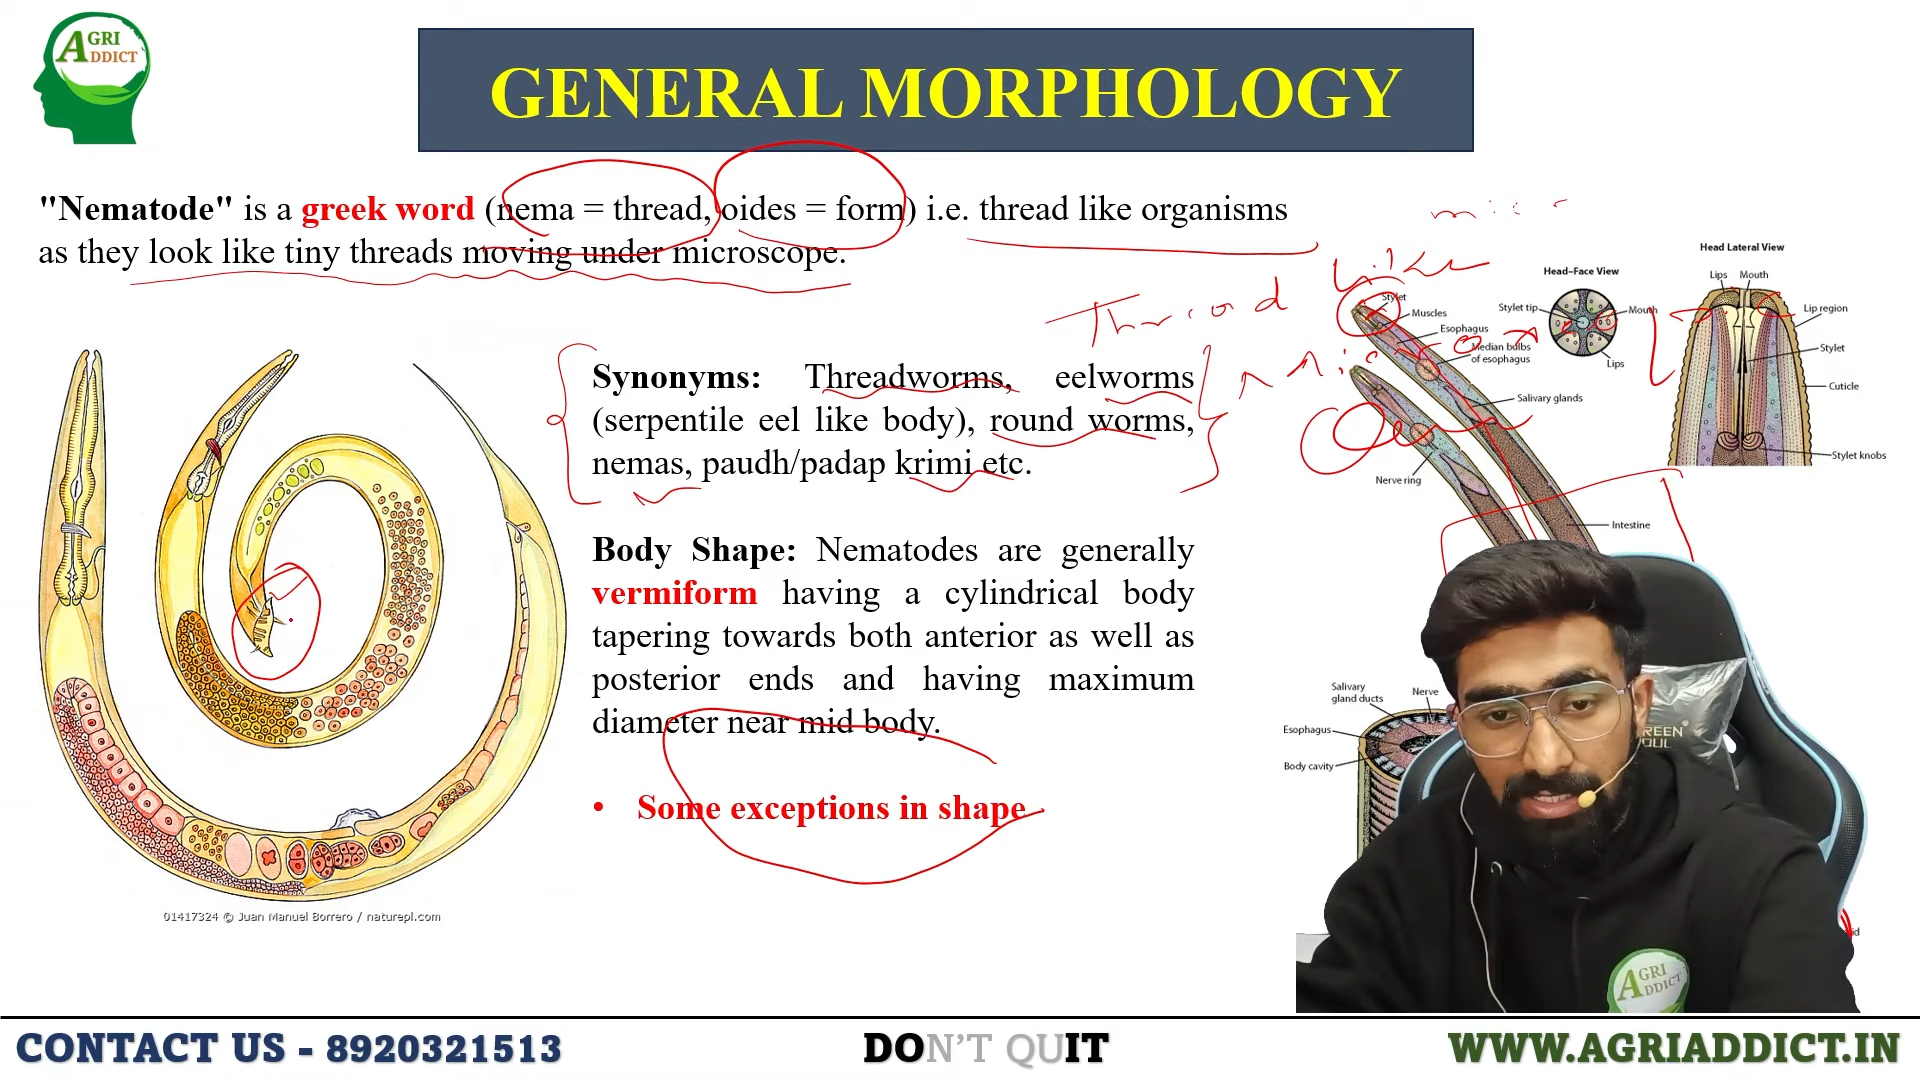 AGRI
ADDICT
GENERAL MORPHOLOGY
"Nematode" is a greek word (nema = thread, oides = form) i.e. thread like organisms
as they look like tiny threads moving under microscope.
Thread like
Synonyms: Threadworms, eelworms
(serpentile eel like body), round worms,
nemas, paudh/padap krimi etc.
Body Shape: Nematodes are generally
vermiform having a cylindrical body
tapering towards both anterior as well as
posterior ends and having maximum
diameter near mid body.
• Some exceptions in shape
01417324 © Juan Manuel Borrero / naturepl.com
Stylet
Muscles
Esophagus
Median bulbs
of esophagus
Salivary glands
Nerve ring
Intestine
Head–Face View
Stylet tip
Mouth
Lips
Head Lateral View
Lips Mouth
Lip region
Stylet
Cuticle
Stylet knobs
Salivary
gland ducts
Nerve
Esophagus
Body cavity
AGRI
ADDICT
CONTACT US - 8920321513
DON'T QUIT
WWW.AGRIADDICT.IN